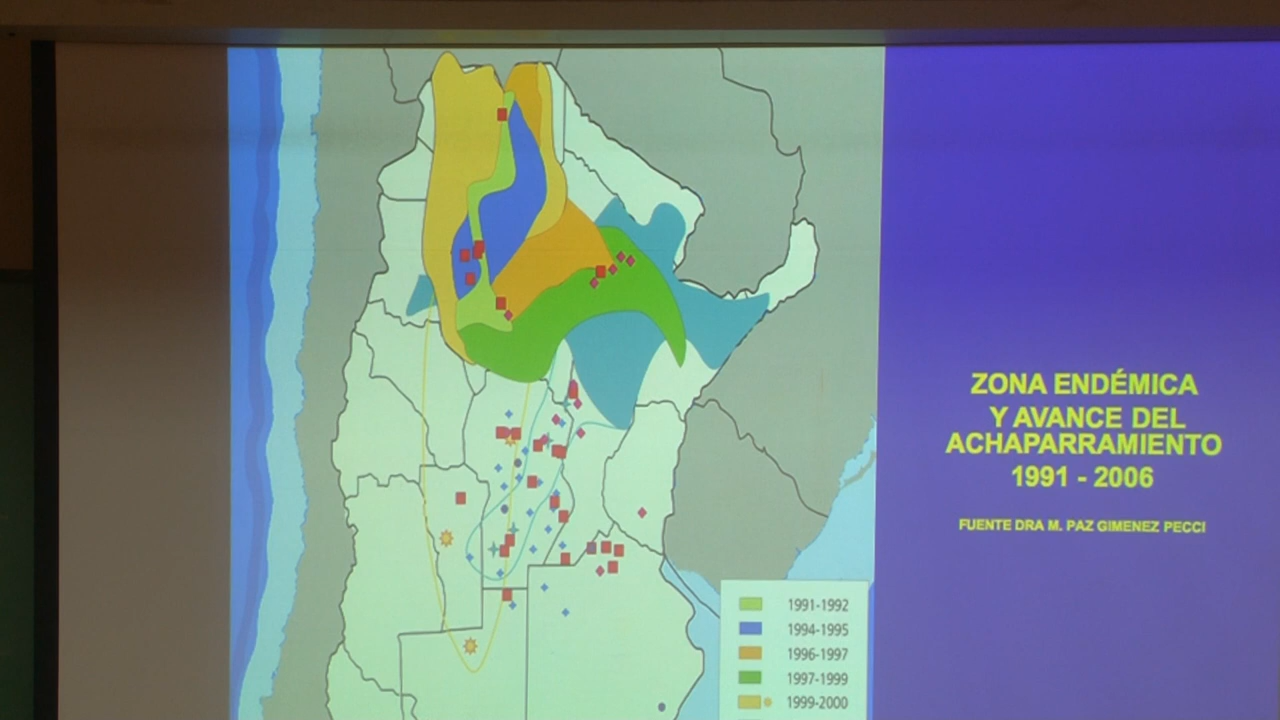 ZONA ENDÉMICA
Y AVANCE DEL
ACHAPARRAMIENTO
1991 - 2006
FUENTE DRA M. PAZ GIMENEZ PECCI
1991-1992
1994-1995
1996-1997
1997-1999
1999-2000